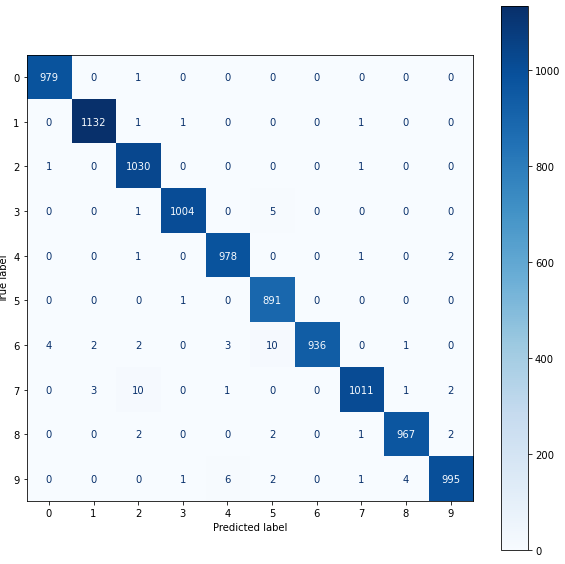 0 979 0 1 0 0 0 0 0 0 0
1 0 1132 1 1 0 0 0 1 0 0
2 1 0 1030 0 0 0 0 1 0 0
3 0 0 1 1004 0 5 0 0 0 0
4 0 0 1 0 978 0 0 1 0 2
5 0 0 0 1 0 891 0 0 0 0
6 4 2 2 0 3 10 936 0 1 0
7 0 3 10 0 1 0 0 1011 1 2
8 0 0 2 0 0 2 0 1 967 2
9 0 0 0 1 6 2 0 1 4 995
0 1 2 3 4 5 6 7 8 9
Predicted label
label
1000
800
600
400
200
0